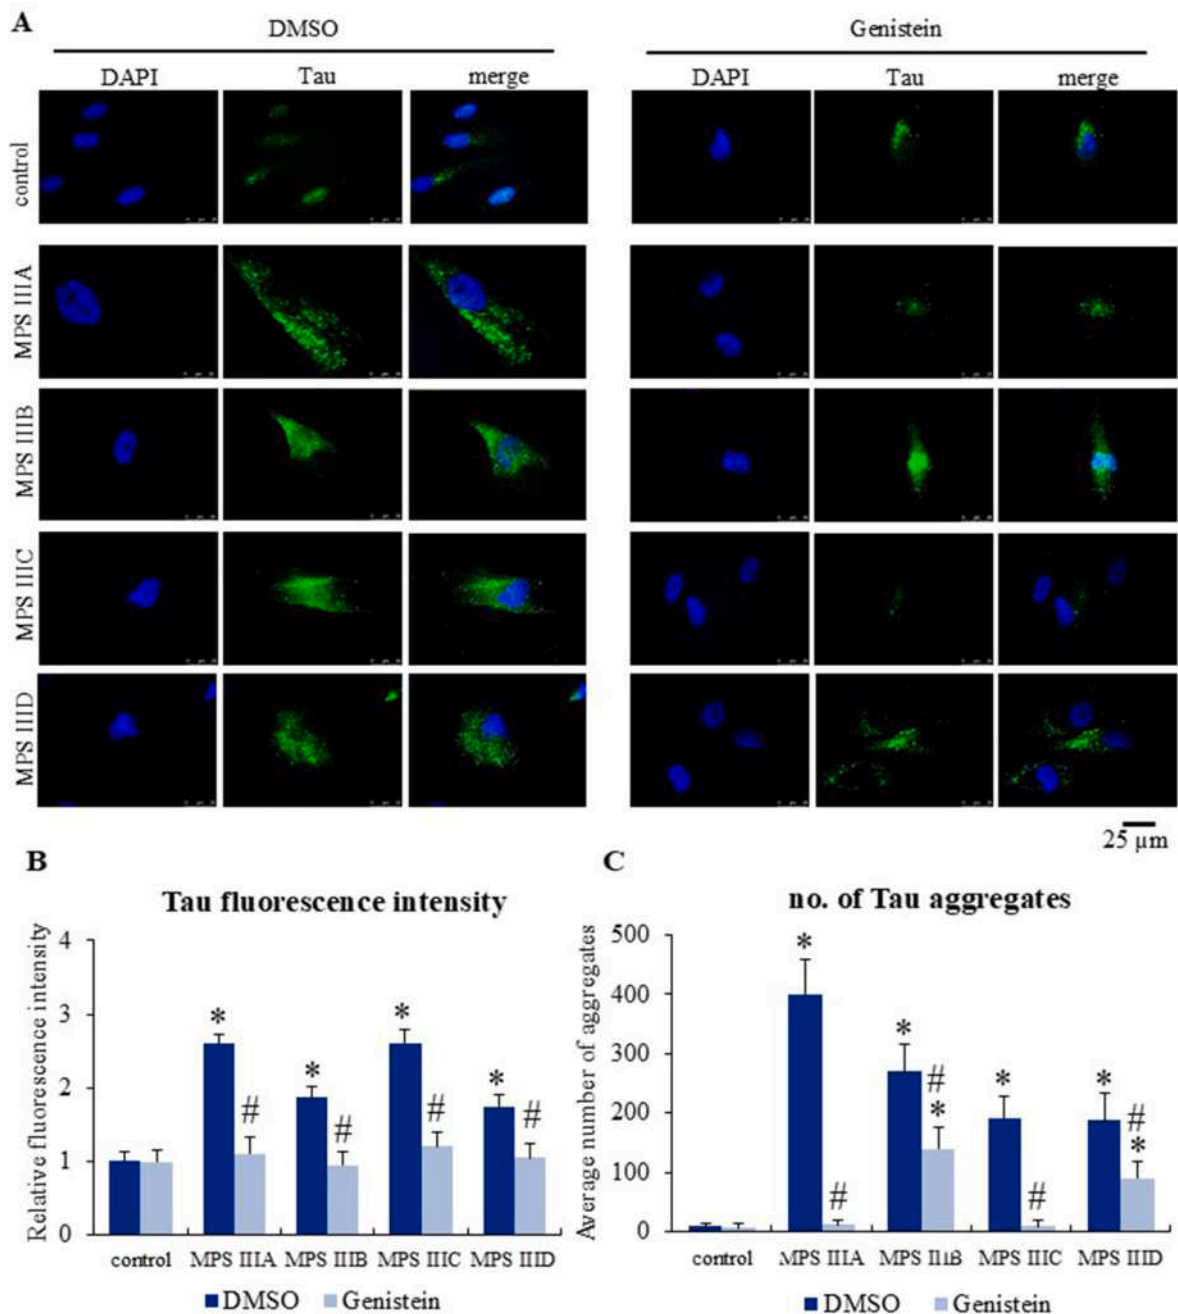 A
DMSO
Genistein
DAPI Tau merge
DAPI Tau merge
control
MPS IIIA
MPS IIIB
MPS IIIC
MPS IIID
25 µm
B
Tau fluorescence intensity
Relative fluorescence intensity
4
3
2
1
0
* # * # * # * #
control MPS IIIA MPS IIIB MPS IIIC MPS IIID
DMSO Genistein
C
no. of Tau aggregates
Average number of aggregates
500
400
300
200
100
0
* # * # * * # * # *
control MPS IIIA MPS IIIB MPS IIIC MPS IIID
DMSO Genistein